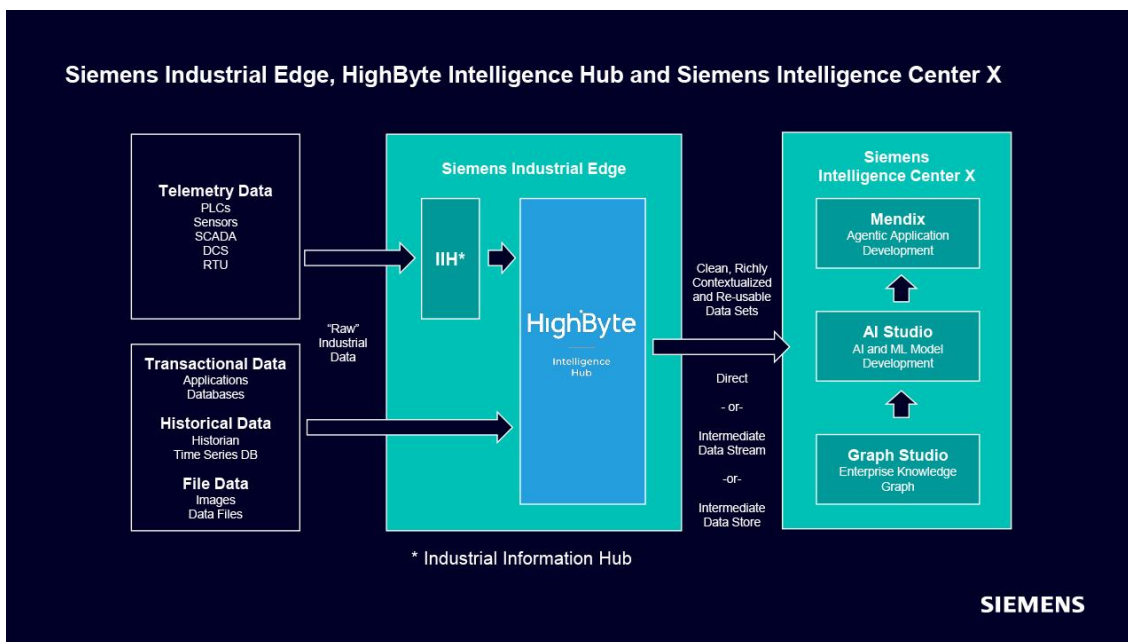 Siemens Industrial Edge, HighByte Intelligence Hub and Siemens Intelligence Center X
Telemetry Data
PLCs
Sensors
SCADA
DCS
RTU
Transactional Data
Applications
Databases
Historical Data
Historian
Time Series DB
File Data
Images
Data Files
"Raw"
Industrial
Data
Siemens Industrial Edge
IIH*
HighByte
Intelligence
Hub
Clean, Richly
Contextualized
and Re-usable
Data Sets
Direct
- or-
Intermediate
Data Stream
-or-
Intermediate
Data Store
Siemens
Intelligence Center X
Mendix
Agentic Application
Development
AI Studio
AI and ML Model
Development
Graph Studio
Enterprise Knowledge
Graph
* Industrial Information Hub
SIEMENS